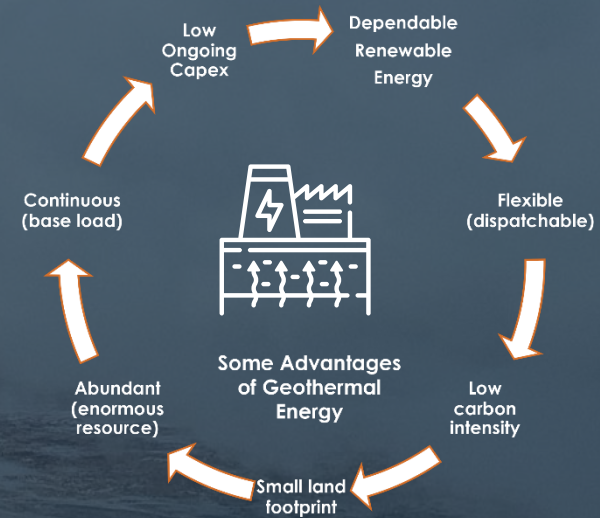 Low
Ongoing
Capex
Dependable
Renewable
Energy
Flexible
(dispatchable)
Low
carbon
intensity
Small land
footprint
Abundant
(enormous
resource)
Continuous
(base load)
Some Advantages
of Geothermal
Energy